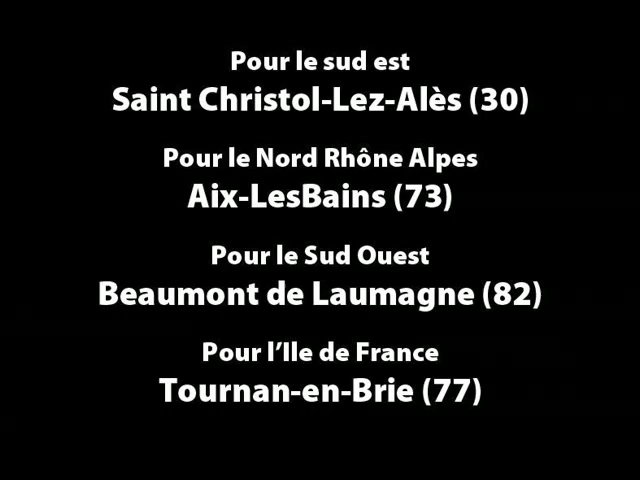 Pour le sud est
Saint Christol-Lez-Alès (30)
Pour le Nord Rhône Alpes
Aix-LesBains (73)
Pour le Sud Ouest
Beaumont de Laumagne (82)
Pour l’Ile de France
Tournan-en-Brie (77)